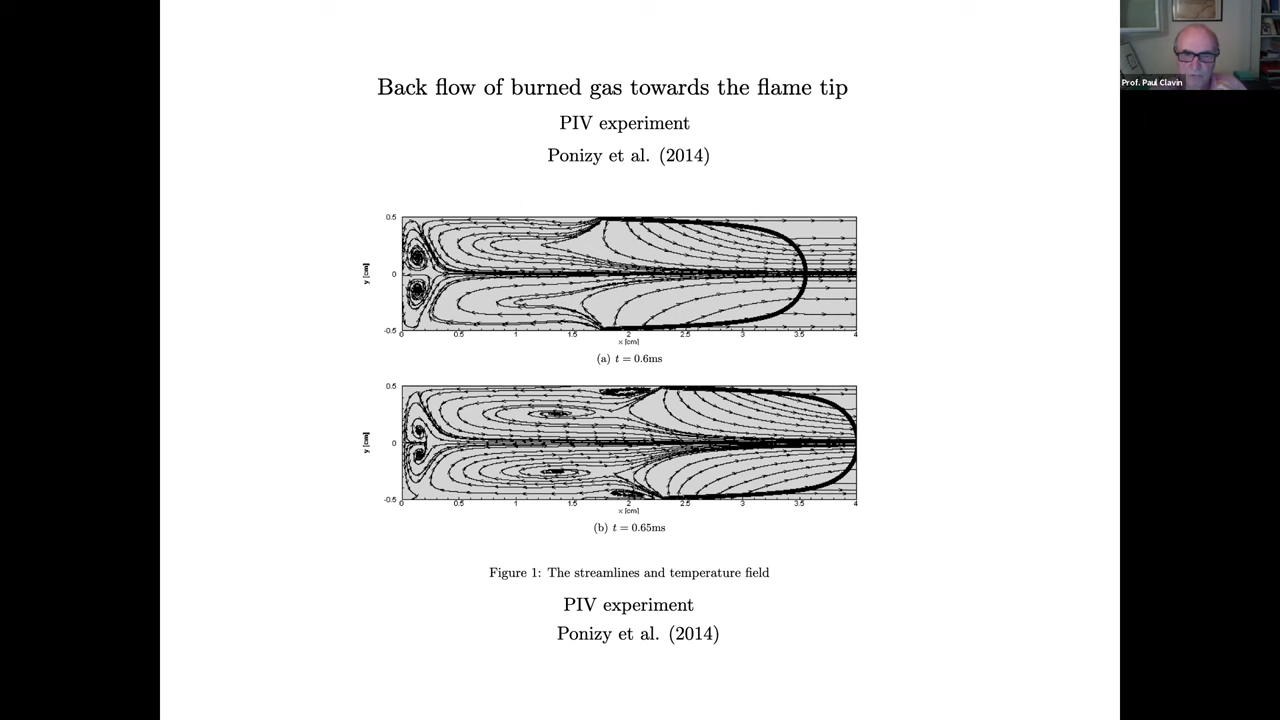 Back flow of burned gas towards the flame tip
Prof. Paul Clavin
PIV experiment
Ponizy et al. (2014)
0.5
0
-0.5
y [cm]
0 0.5 1 1.5 2 2.5 3 3.5 4
x [cm]
(a) t = 0.6ms
0.5
0
-0.5
y [cm]
0 0.5 1 1.5 2 2.5 3 3.5 4
x [cm]
(b) t = 0.65ms
Figure 1: The streamlines and temperature field
PIV experiment
Ponizy et al. (2014)